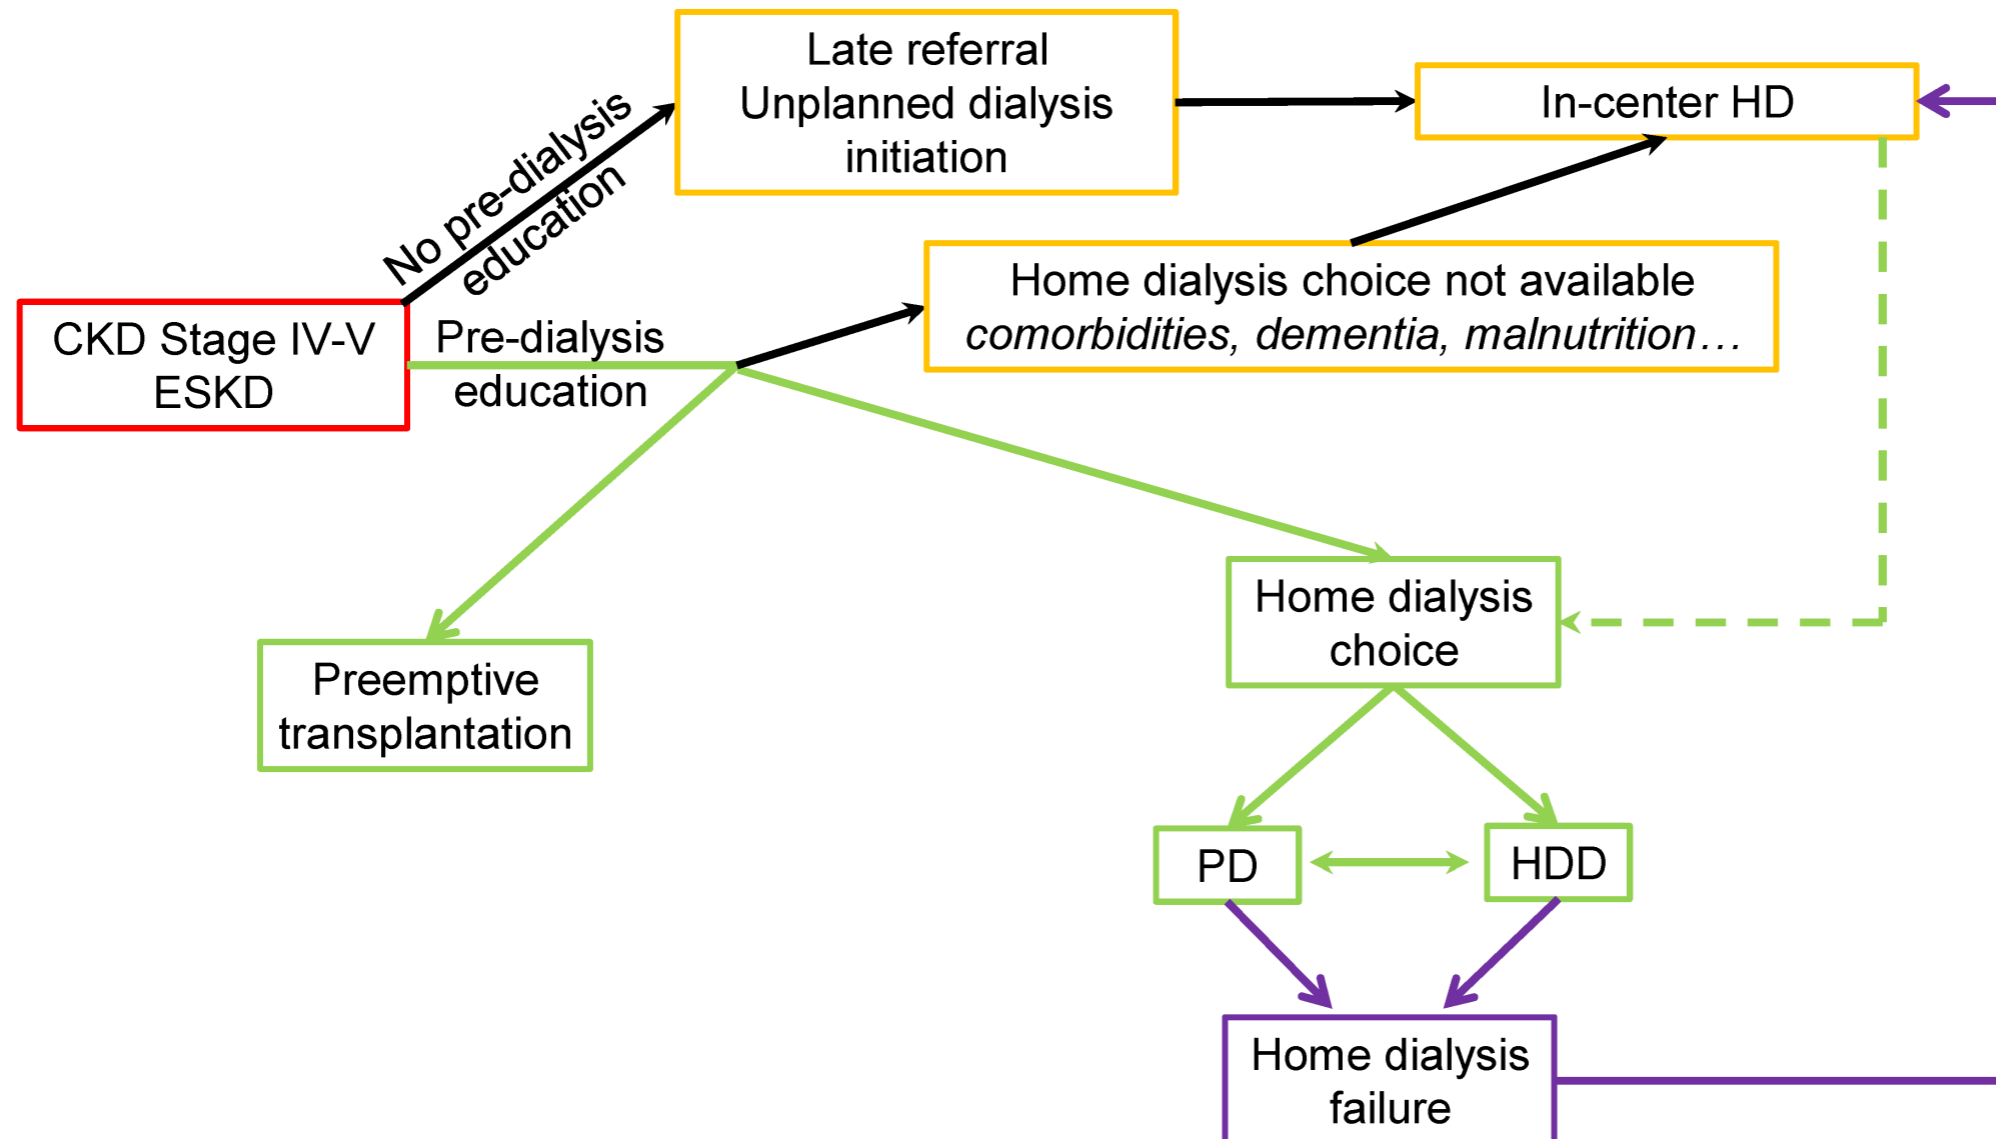 Late referral
Unplanned dialysis
initiation
In-center HD
No pre-dialysis
education
Home dialysis choice not available
comorbidities, dementia, malnutrition…
CKD Stage IV-V
ESKD
Pre-dialysis
education
Home dialysis
choice
Preemptive
transplantation
PD
HDD
Home dialysis
failure